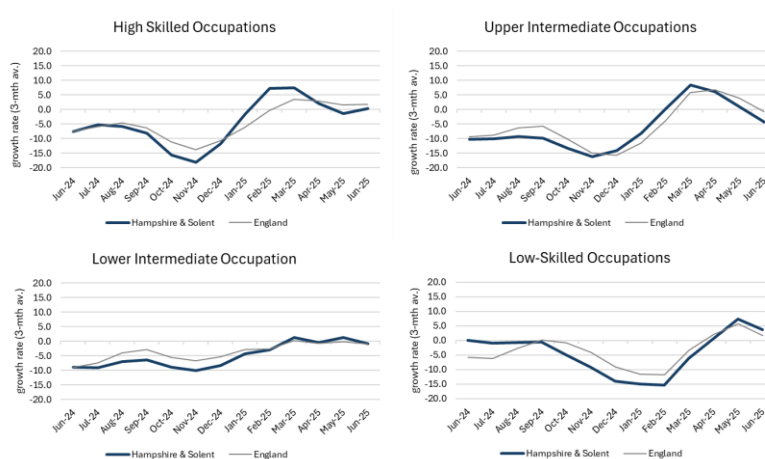 High Skilled Occupations
growth rate (3-mth av.)
20.0
15.0
10.0
5.0
0.0
-5.0
-10.0
-15.0
-20.0
Jun-24 Jul-24 Aug-24 Sep-24 Oct-24 Nov-24 Dec-24 Jan-25 Feb-25 Mar-25 Apr-25 May-25 Jun-25
Hampshire & Solent England
Upper Intermediate Occupations
growth rate (3-mth av.)
20.0
15.0
10.0
5.0
0.0
-5.0
-10.0
-15.0
-20.0
Jun-24 Jul-24 Aug-24 Sep-24 Oct-24 Nov-24 Dec-24 Jan-25 Feb-25 Mar-25 Apr-25 May-25 Jun-25
Hampshire & Solent England
Lower Intermediate Occupation
growth rate (3-mth av.)
20.0
15.0
10.0
5.0
0.0
-5.0
-10.0
-15.0
-20.0
Jun-24 Jul-24 Aug-24 Sep-24 Oct-24 Nov-24 Dec-24 Jan-25 Feb-25 Mar-25 Apr-25 May-25 Jun-25
Hampshire & Solent England
Low-Skilled Occupations
growth rate (3-mth av.)
20.0
15.0
10.0
5.0
0.0
-5.0
-10.0
-15.0
-20.0
Jun-24 Jul-24 Aug-24 Sep-24 Oct-24 Nov-24 Dec-24 Jan-25 Feb-25 Mar-25 Apr-25 May-25 Jun-25
Hampshire & Solent England